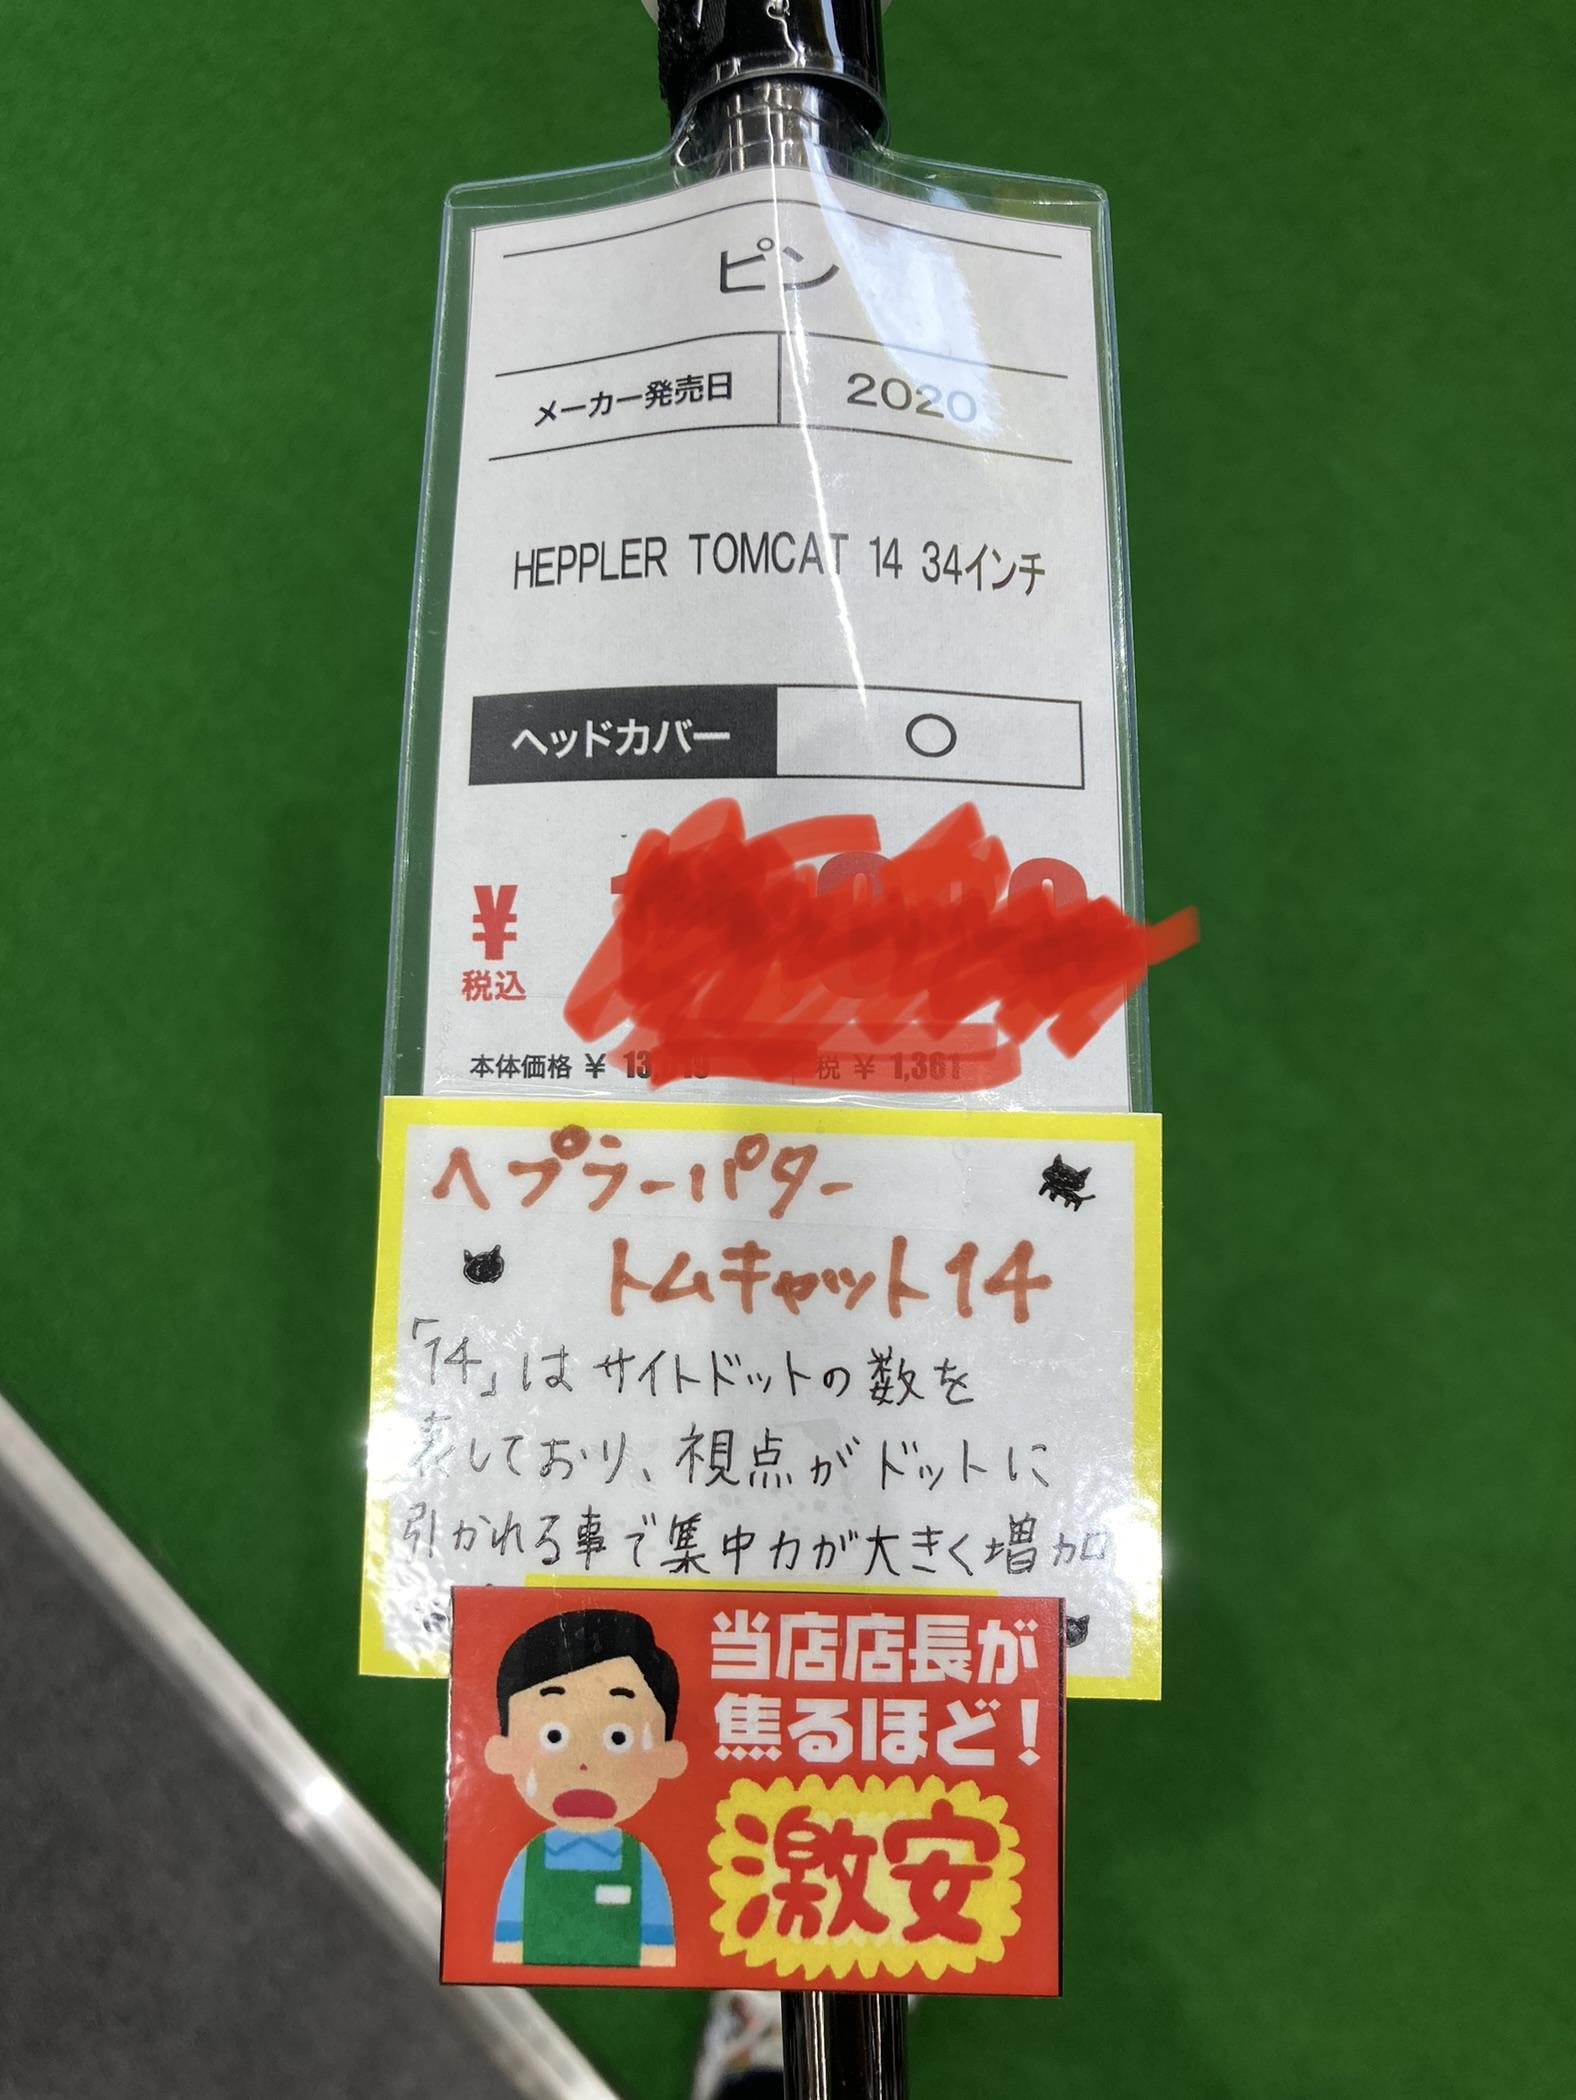 ピン
メーカー発売日 2020
HEPPLER TOMCAT 14 34インチ
ヘッドカバー ○
¥
税込
本体価格 ¥ 税 ¥ 1,361
ヘプラーパター
トムキャット14
「14」はサイトドットの数を
表しており、視点がドットに
引かれる事で集中力が大きく増加
当店店長が
焦るほど!
激安